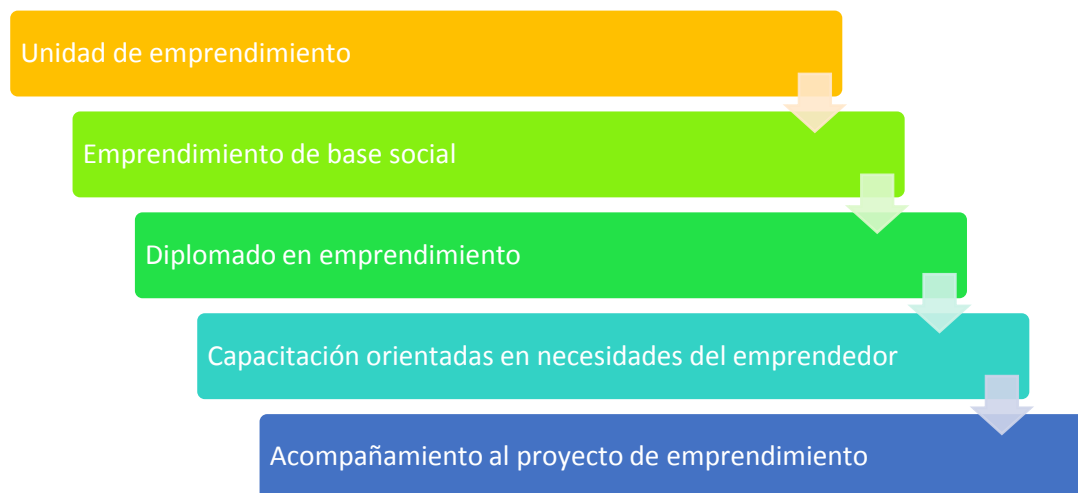 Unidad de emprendimiento
Emprendimiento de base social
Diplomado en emprendimiento
Capacitación orientadas en necesidades del emprendedor
Acompañamiento al proyecto de emprendimiento